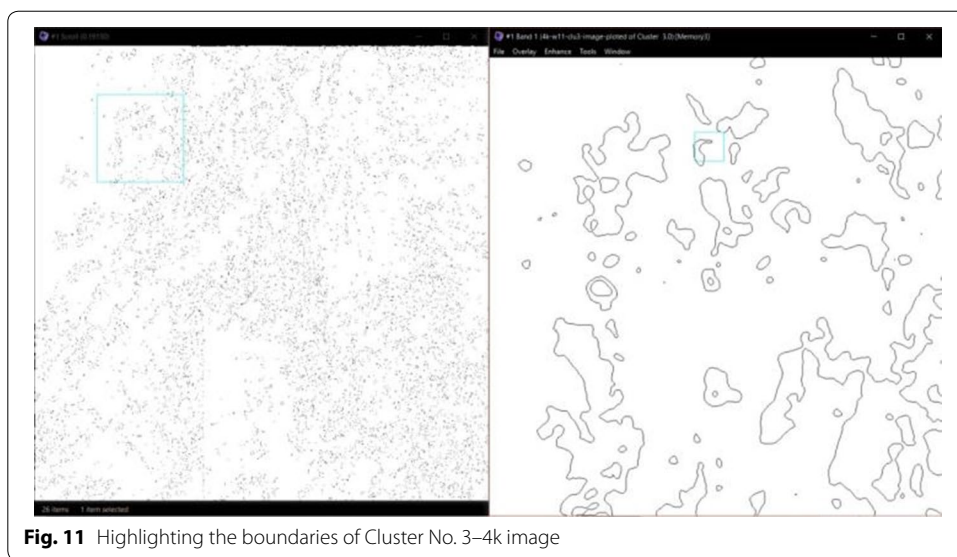 #1 Band 1 (4k-w11-clu3-image-ploted of Cluster 3.0):(Memory3)
File Overlay Enhance Tools Window
26 items 1 item selected
Fig. 11 Highlighting the boundaries of Cluster No. 3–4k image